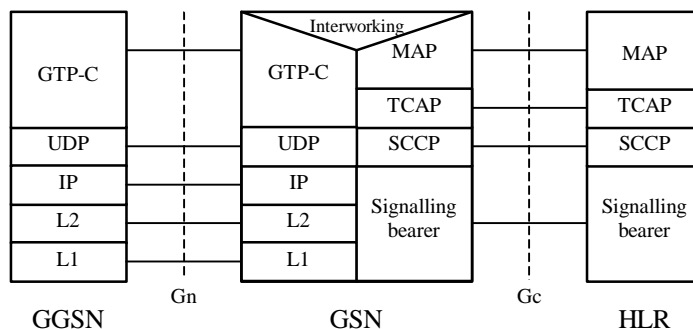 Interworking
GTP-C
GTP-C
MAP
MAP
TCAP
TCAP
UDP
UDP
SCCP
SCCP
IP
IP
L2
L2
Signalling
bearer
Signalling
bearer
L1
L1
Gn
Gc
GGSN
GSN
HLR